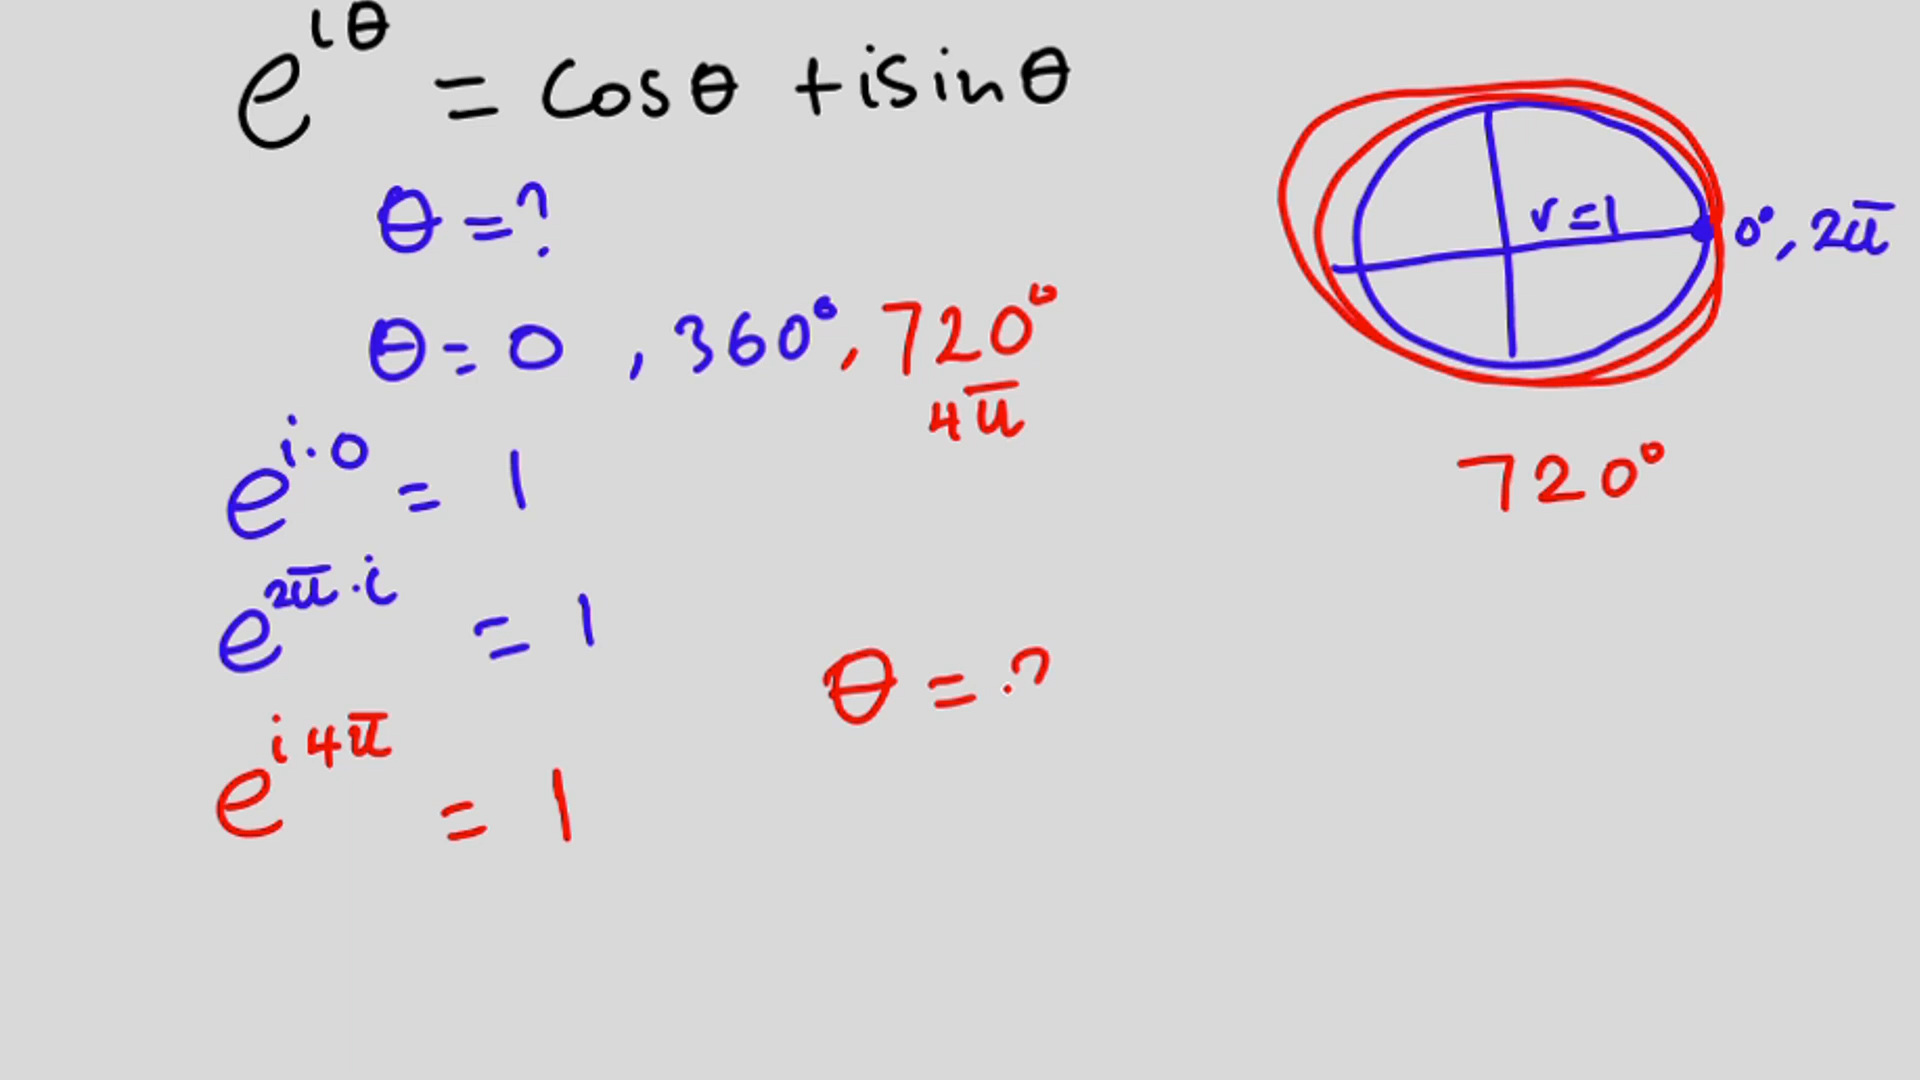 e^{iθ} = cosθ + isinθ
θ = ?
r = 1
0°, 2π
θ = 0 , 360°, 720°
4π
720°
e^{i·0} = 1
e^{2π·i} = 1
θ = ?
e^{i4π} = 1